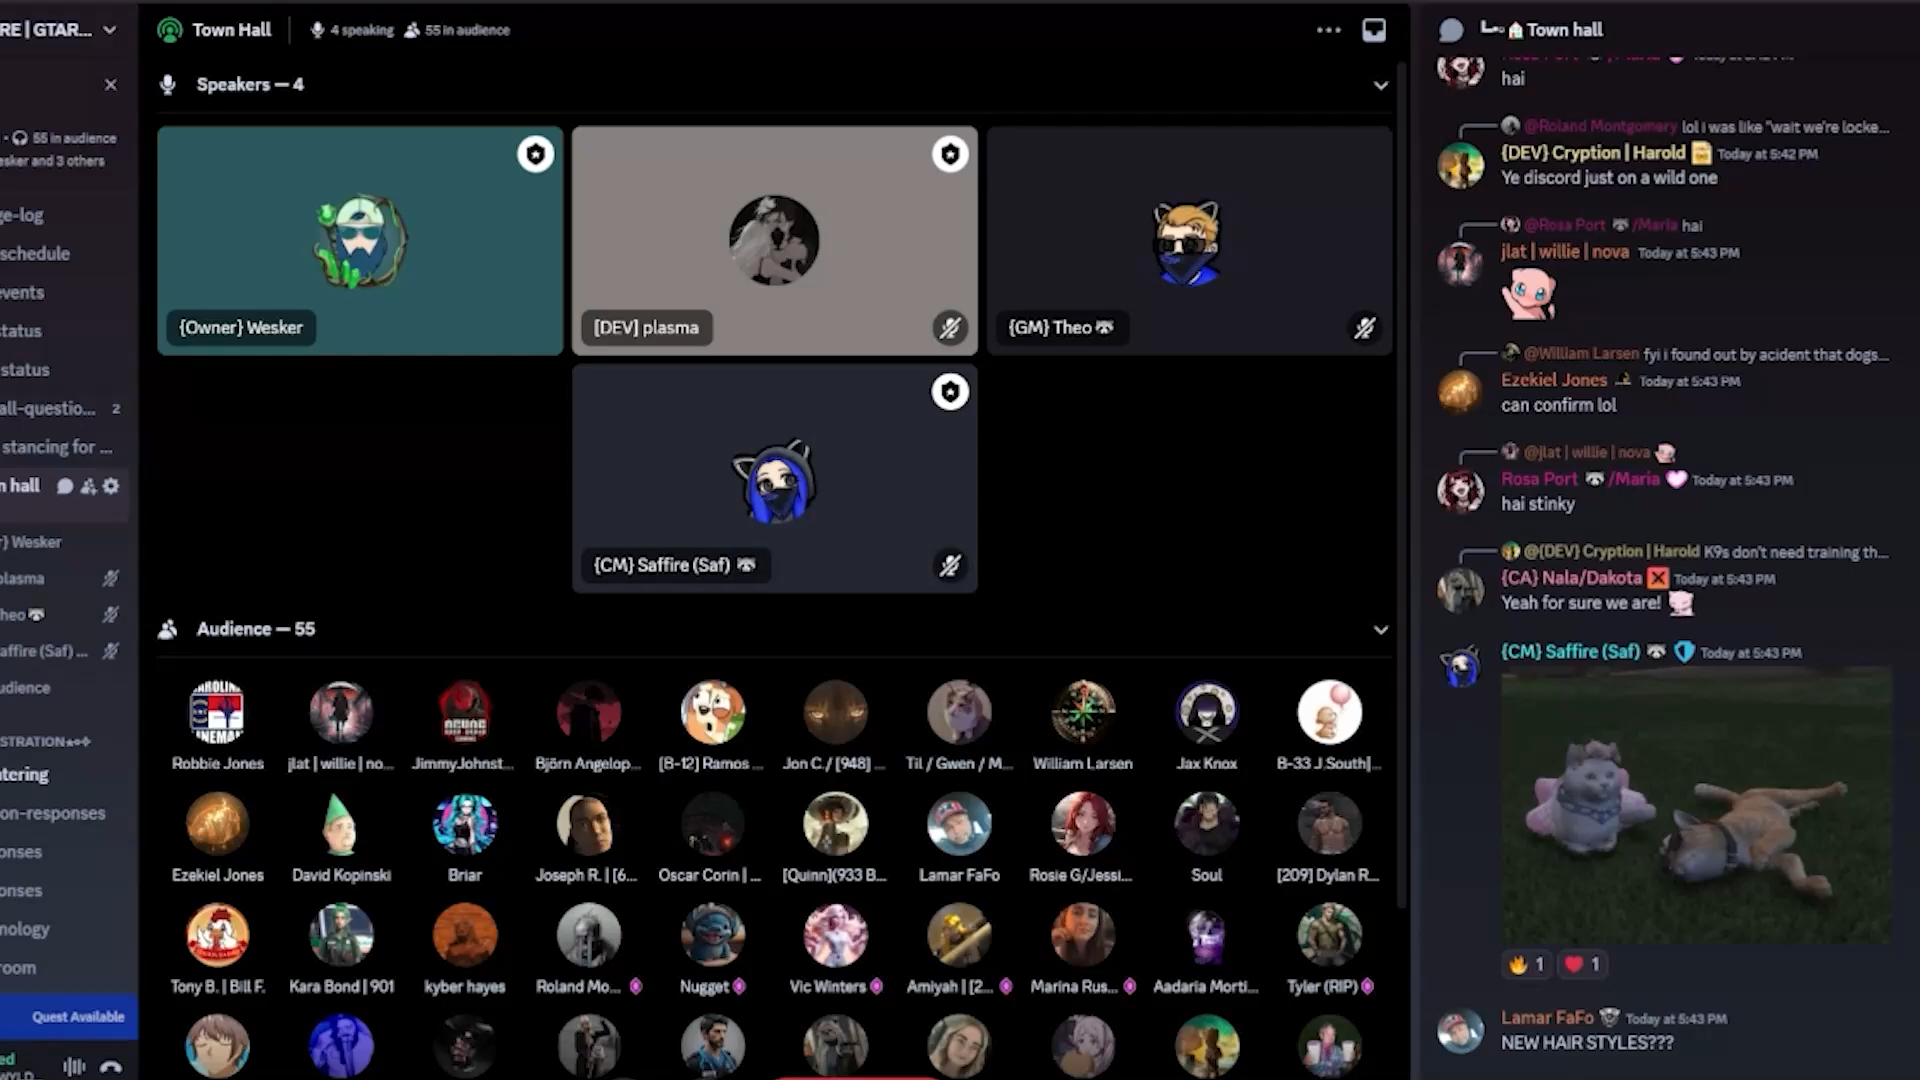 RE | GTAR...
55 in audience
esker and 3 others
ge-log
schedule
events
status
status
all-questio... 2
stancing for ...
n hall
r} Wesker
plasma
heo
affire (Saf) ...
udience
STRATION
tering
on-responses
onses
onses
nology
room
Quest Available
ed
Town Hall
4 speaking 55 in audience
Speakers — 4
{Owner} Wesker
[DEV] plasma
{GM} Theo
{CM} Saffire (Saf)
Audience — 55
Robbie Jones
jlat | willie | no...
JimmyJohnst...
Björn Angelop...
[B-12] Ramos ...
Jon C./ [948] ...
Til / Gwen / M...
William Larsen
Jax Knox
B-33 J.South|...
Ezekiel Jones
David Kopinski
Briar
Joseph R. | [6...
Oscar Corin | ...
[Quinn](933 B...
Lamar FaFo
Rosie G/Jessi...
Soul
[209] Dylan R...
Tony B. | Bill F.
Kara Bond | 901
kyber hayes
Roland Mo...
Nugget
Vic Winters
Amiyah | [2...
Marina Rus...
Aadaria Morti...
Tyler (RIP)
Town hall
hai
@Roland Montgomery lol i was like "wait we're locke...
{DEV} Cryption | Harold Today at 5:42 PM
Ye discord just on a wild one
@Rosa Port /Maria hai
jlat | willie | nova Today at 5:43 PM
@William Larsen fyi i found out by acident that dogs...
Ezekiel Jones Today at 5:43 PM
can confirm lol
@jlat | willie | nova
Rosa Port /Maria Today at 5:43 PM
hai stinky
@{DEV} Cryption | Harold K9s don't need training th...
{CA} Nala/Dakota Today at 5:43 PM
Yeah for sure we are!
{CM} Saffire (Saf) Today at 5:43 PM
1
1
Lamar FaFo Today at 5:43 PM
NEW HAIR STYLES???